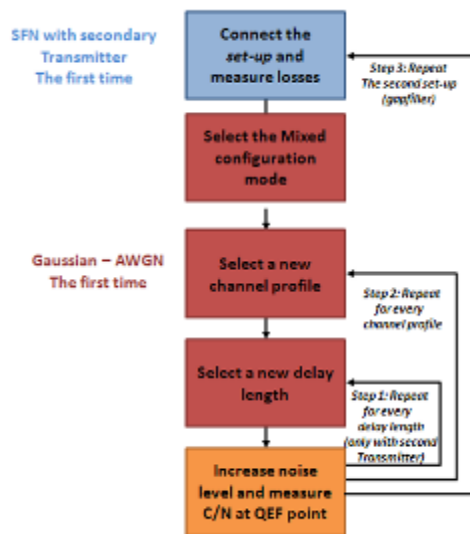 SFN with secondary
Transmitter
The first time
Connect the
set-up and
measure losses
Step 3: Repeat
The second set-up
(gapfiller)
Select the Mixed
configuration
mode
Gaussian – AWGN
The first time
Select a new
channel profile
Step 2: Repeat
for every
channel profile
Select a new delay
length
Step 1: Repeat
for every
delay length
(only with second
Transmitter)
Increase noise
level and measure
C/N at QEF point